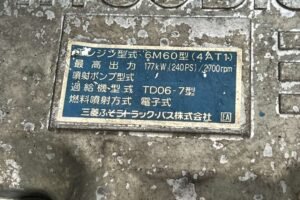 エンジン型式 6M60型(4AT1)
最高出力 177kW(240PS)/2700rpm
噴射ポンプ型式
過給機・型式 TD06-7型
燃料噴射方式 電子式
三菱ふそうトラック・バス株式会社